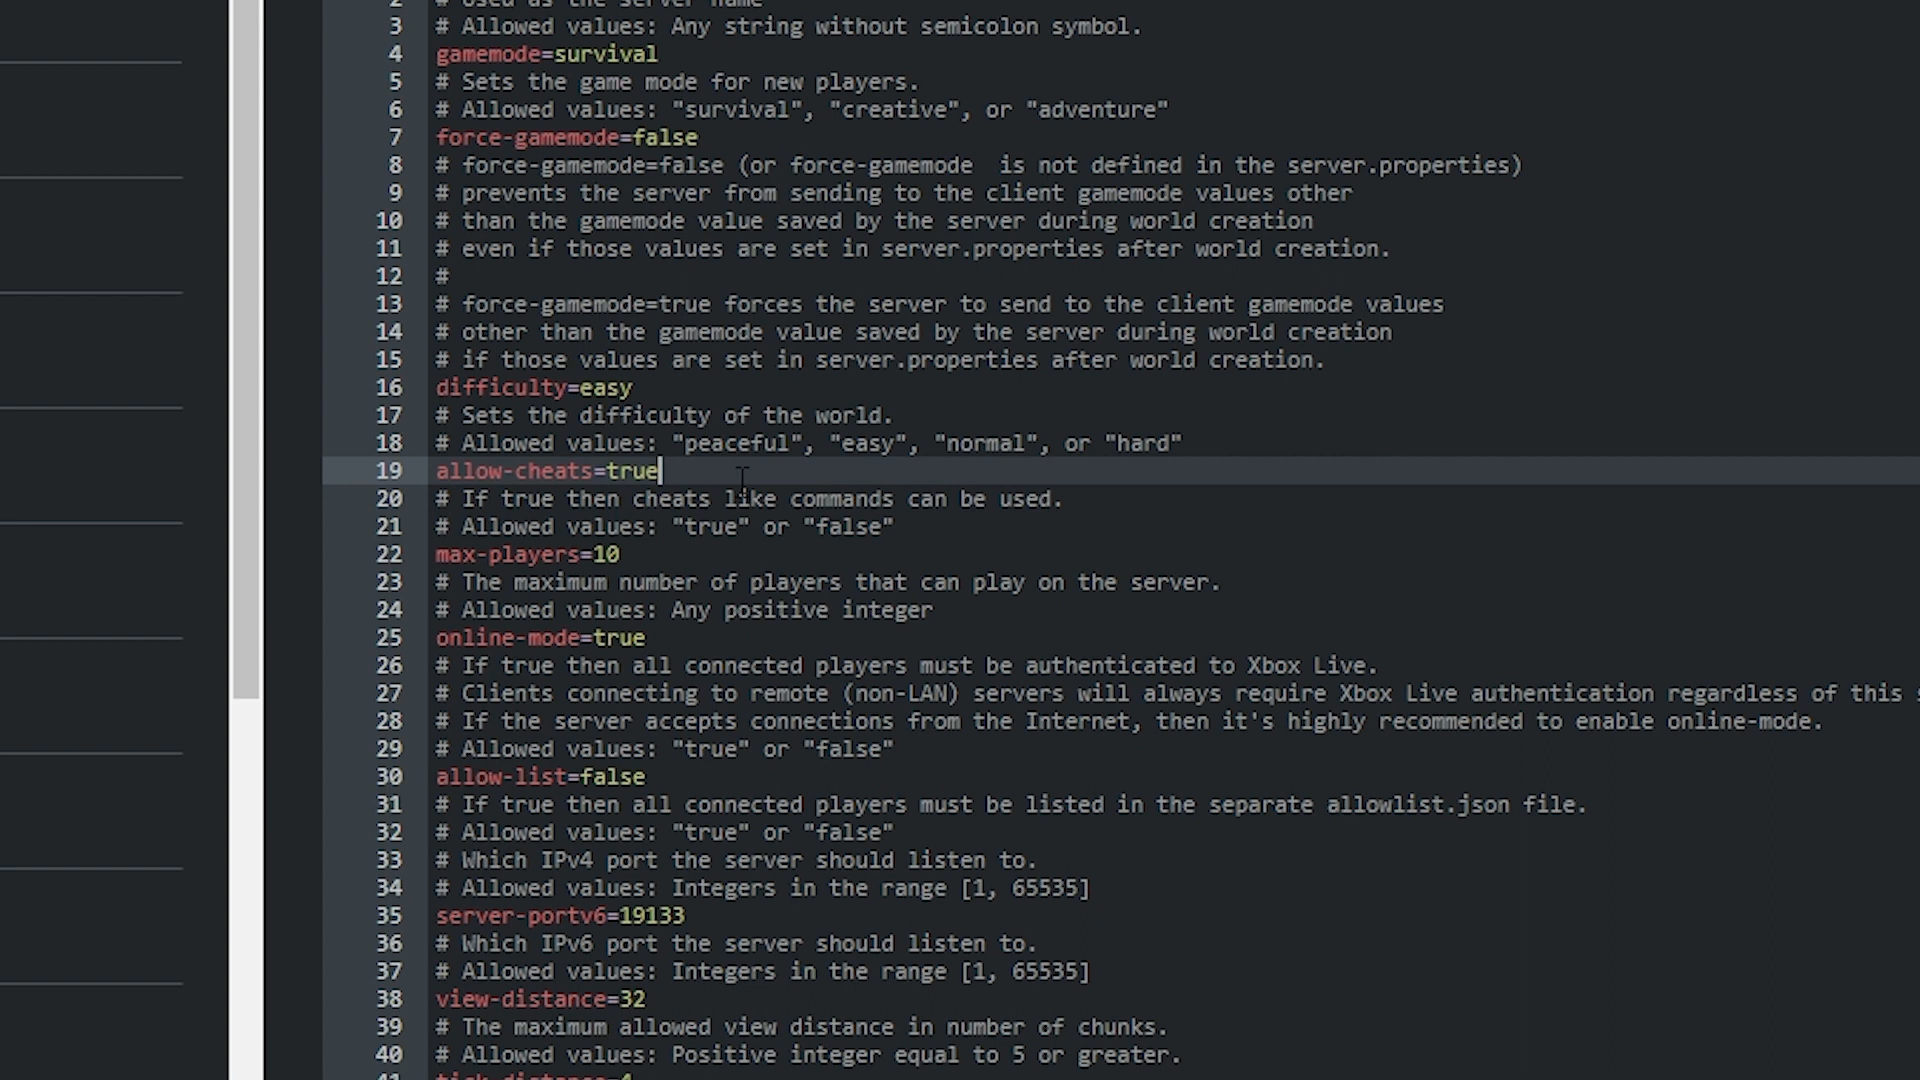 2 # Used as the server name
3 # Allowed values: Any string without semicolon symbol.
4 gamemode=survival
5 # Sets the game mode for new players.
6 # Allowed values: "survival", "creative", or "adventure"
7 force-gamemode=false
8 # force-gamemode=false (or force-gamemode  is not defined in the server.properties)
9 # prevents the server from sending to the client gamemode values other
10 # than the gamemode value saved by the server during world creation
11 # even if those values are set in server.properties after world creation.
12 #
13 # force-gamemode=true forces the server to send to the client gamemode values
14 # other than the gamemode value saved by the server during world creation
15 # if those values are set in server.properties after world creation.
16 difficulty=easy
17 # Sets the difficulty of the world.
18 # Allowed values: "peaceful", "easy", "normal", or "hard"
19 allow-cheats=true
20 # If true then cheats like commands can be used.
21 # Allowed values: "true" or "false"
22 max-players=10
23 # The maximum number of players that can play on the server.
24 # Allowed values: Any positive integer
25 online-mode=true
26 # If true then all connected players must be authenticated to Xbox Live.
27 # Clients connecting to remote (non-LAN) servers will always require Xbox Live authentication regardless of this
28 # If the server accepts connections from the Internet, then it's highly recommended to enable online-mode.
29 # Allowed values: "true" or "false"
30 allow-list=false
31 # If true then all connected players must be listed in the separate allowlist.json file.
32 # Allowed values: "true" or "false"
33 # Which IPv4 port the server should listen to.
34 # Allowed values: Integers in the range [1, 65535]
35 server-portv6=19133
36 # Which IPv6 port the server should listen to.
37 # Allowed values: Integers in the range [1, 65535]
38 view-distance=32
39 # The maximum allowed view distance in number of chunks.
40 # Allowed values: Positive integer equal to 5 or greater.
41 tick-distance=4